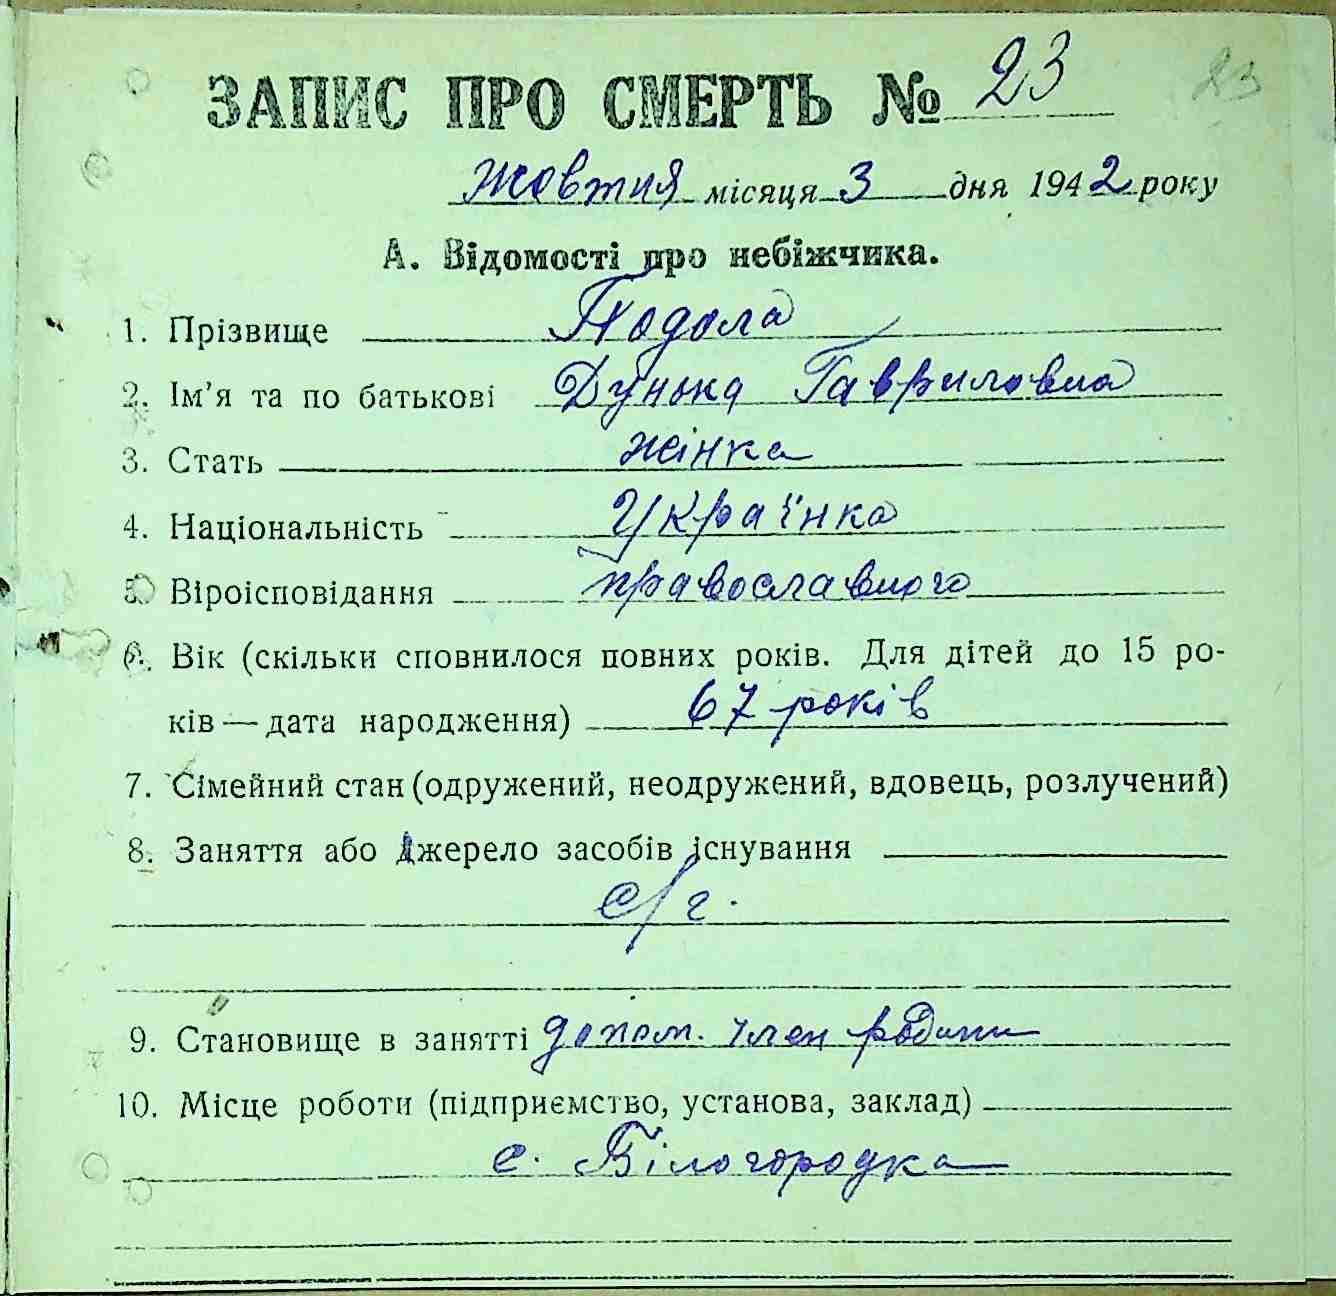 ЗАПИС ПРО СМЕРТЬ № 23 23
жовтня місяця 3 дня 1942 року
А. Відомості про небіжчика.
1. Прізвище Подола
2. Ім'я та по батькові Дунька Гавриловна
3. Стать жінка
4. Національність Українка
5. Віроісповідання православного
6. Вік (скільки сповнилося повних років. Для дітей до 15 ро-
ків — дата народження) 67 років
7. Сімейний стан (одружений, неодружений, вдовець, розлучений)
8. Заняття або джерело засобів існування
с/г.
9. Становище в занятті допом. член родини
10. Місце роботи (підприємство, установа, заклад)
с. Білогородка